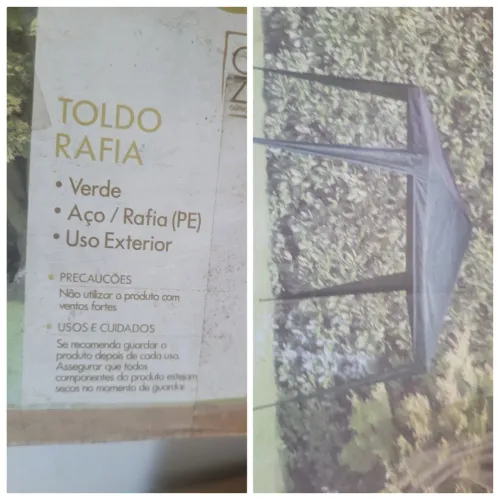 TOLDO
RAFIA
• Verde
• Aço / Rafia (PE)
• Uso Exterior
• PRECAUCÕES
Não utilizar o produto com
ventos fortes
• USOS E CUIDADOS
Se recomenda guardar o
produto depois de cada uso.
Assegurar que todos
componentes do produto estejam
secos no momento de guardar